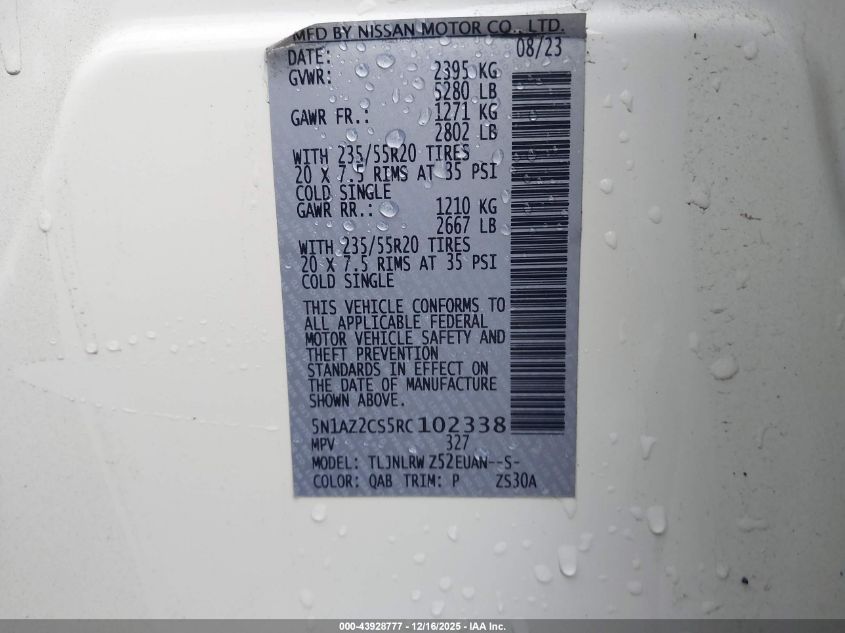 MFD BY NISSAN MOTOR CO., LTD.
DATE: 08/23
GVWR: 2395 KG
5280 LB
GAWR FR.: 1271 KG
2802 LB
WITH 235/55R20 TIRES
20 X 7.5 RIMS AT 35 PSI
COLD SINGLE
GAWR RR.: 1210 KG
2667 LB
WITH 235/55R20 TIRES
20 X 7.5 RIMS AT 35 PSI
COLD SINGLE
THIS VEHICLE CONFORMS TO
ALL APPLICABLE FEDERAL
MOTOR VEHICLE SAFETY AND
THEFT PREVENTION
STANDARDS IN EFFECT ON
THE DATE OF MANUFACTURE
SHOWN ABOVE.
5N1AZ2CS5RC102338
MPV 327
MODEL: TLJNLRW Z52EUAN--S-
COLOR: QAB TRIM: P ZS30A
000-43928777 - 12/16/2025 - IAA Inc.